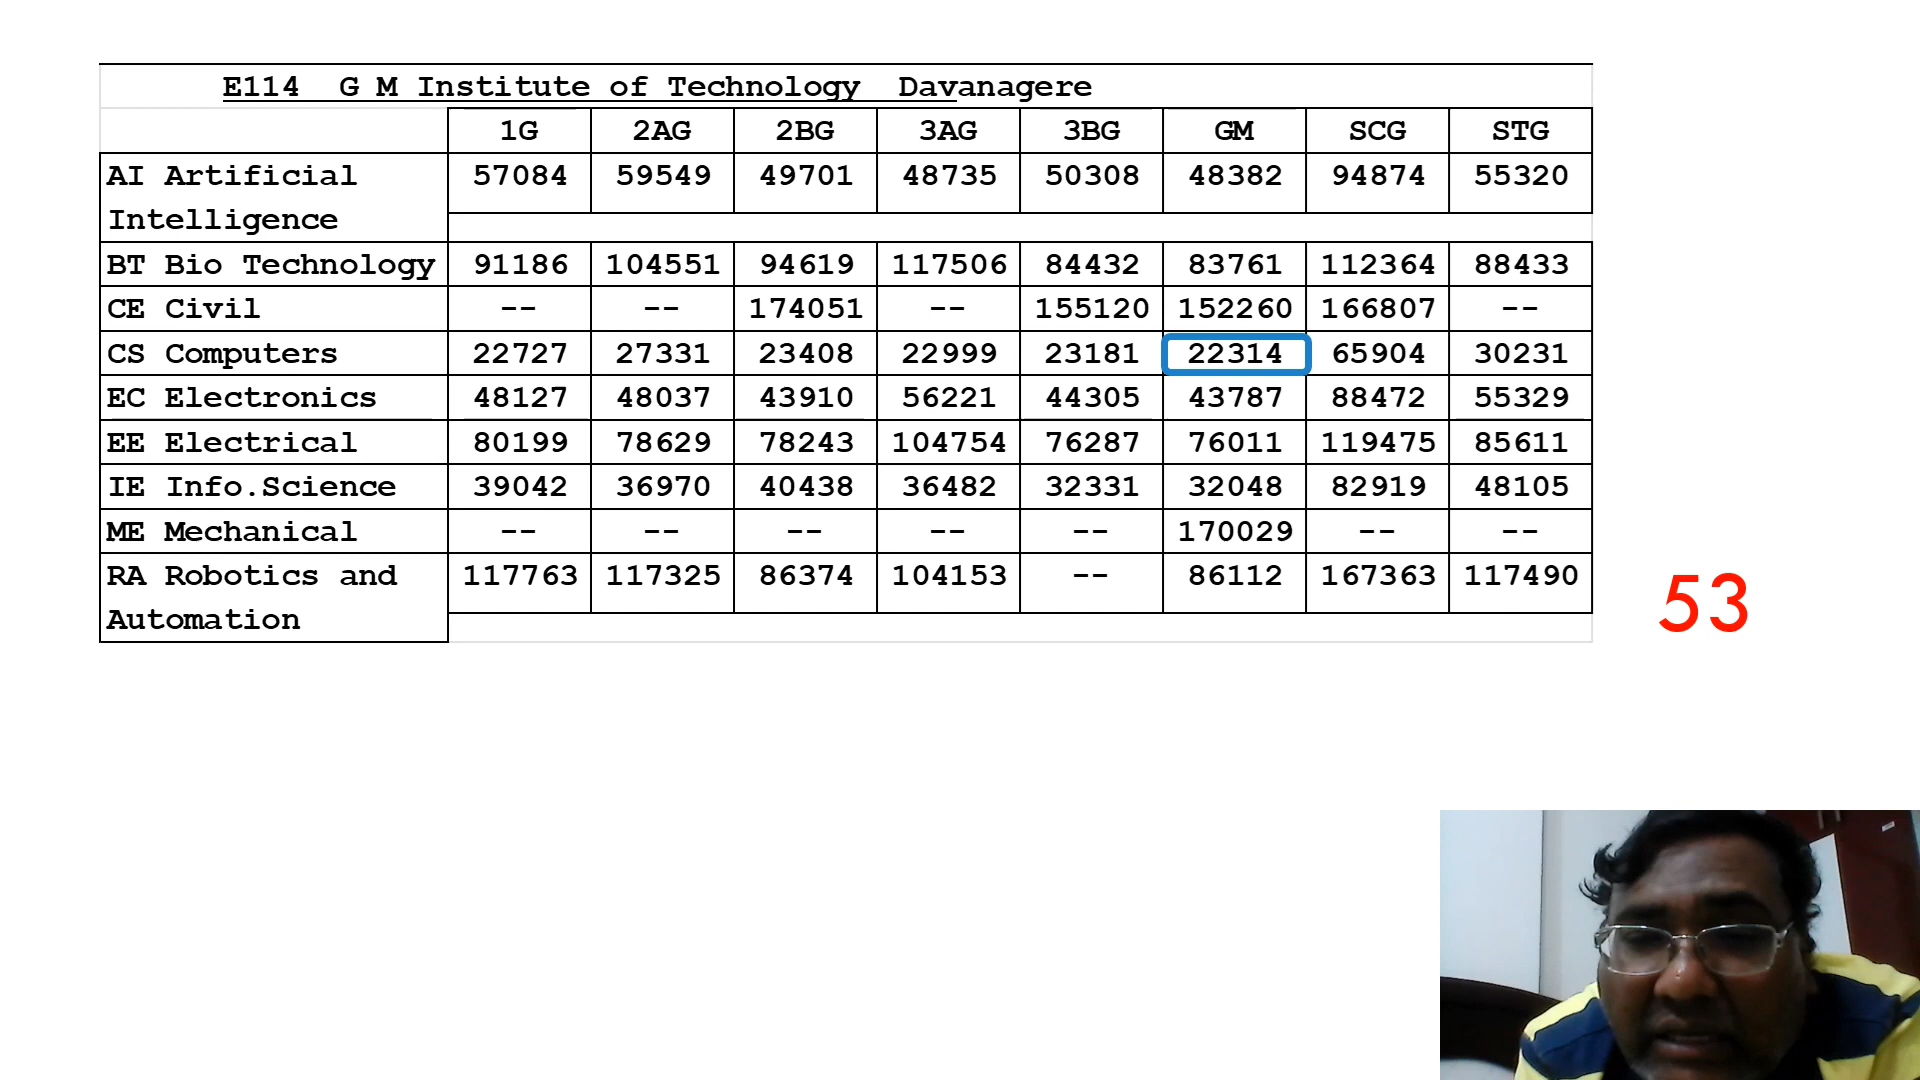 E114 G M Institute of Technology Davanagere
1G 2AG 2BG 3AG 3BG GM SCG STG
AI Artificial 57084 59549 49701 48735 50308 48382 94874 55320
Intelligence
BT Bio Technology 91186 104551 94619 117506 84432 83761 112364 88433
CE Civil -- -- 174051 -- 155120 152260 166807 --
CS Computers 22727 27331 23408 22999 23181 22314 65904 30231
EC Electronics 48127 48037 43910 56221 44305 43787 88472 55329
EE Electrical 80199 78629 78243 104754 76287 76011 119475 85611
IE Info.Science 39042 36970 40438 36482 32331 32048 82919 48105
ME Mechanical -- -- -- -- -- 170029 -- --
RA Robotics and 117763 117325 86374 104153 -- 86112 167363 117490
Automation
53